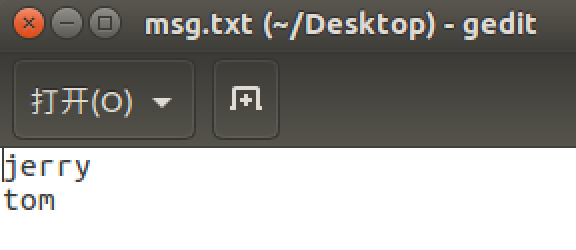 msg.txt (~/Desktop) - gedit
打开(O)
jerry
tom